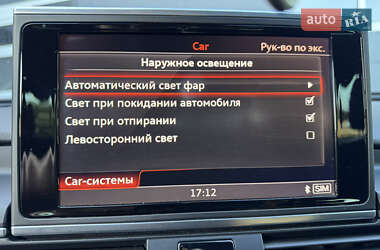 auto RIA
Car
Рук-во по экс.
Наружное освещение
Автоматический свет фар
Свет при покидании автомобиля
Свет при отпирании
Левосторонний свет
Car-системы
17:12
SIM